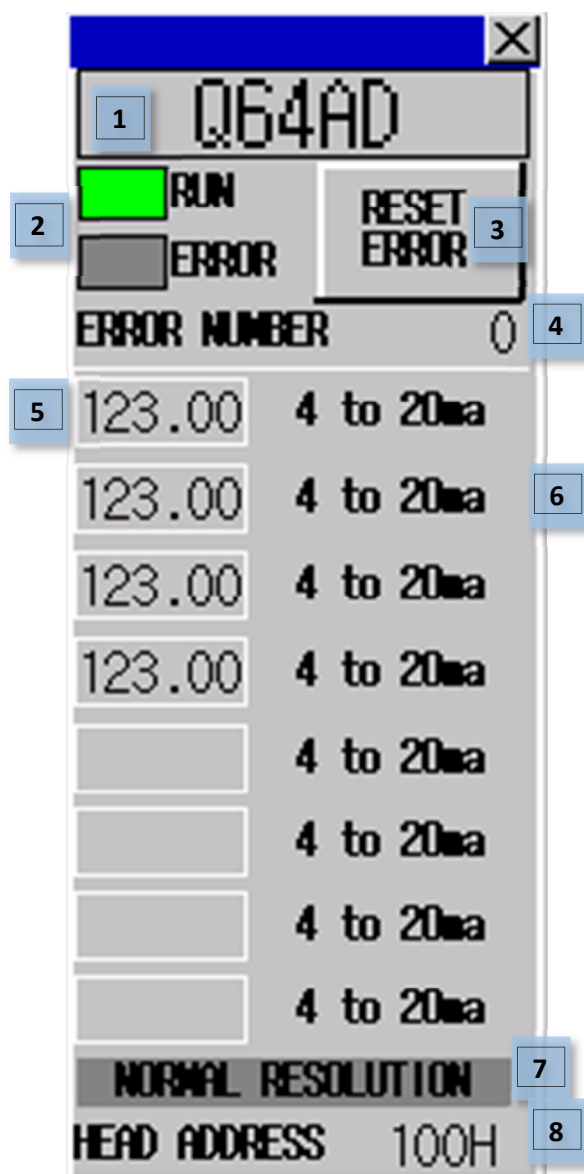 X
1 Q64AD
2 RUN
RESET
ERROR 3
ERROR
ERROR NUMBER 0 4
5 123.00 4 to 20ma
123.00 4 to 20ma 6
123.00 4 to 20ma
123.00 4 to 20ma
4 to 20ma
4 to 20ma
4 to 20ma
4 to 20ma
NORMAL RESOLUTION 7
HEAD ADDRESS 100H 8